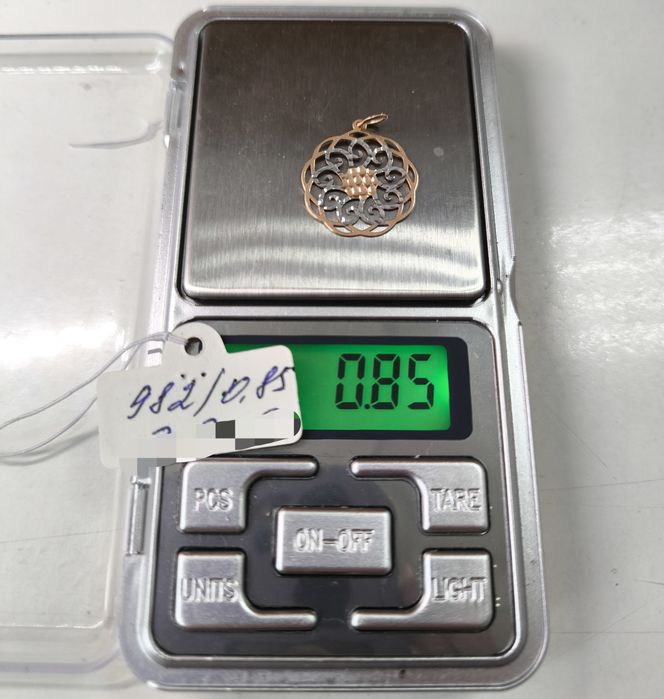 0.85
982/0.85
PCS
TARE
ON-OFF
UNITS
LIGHT